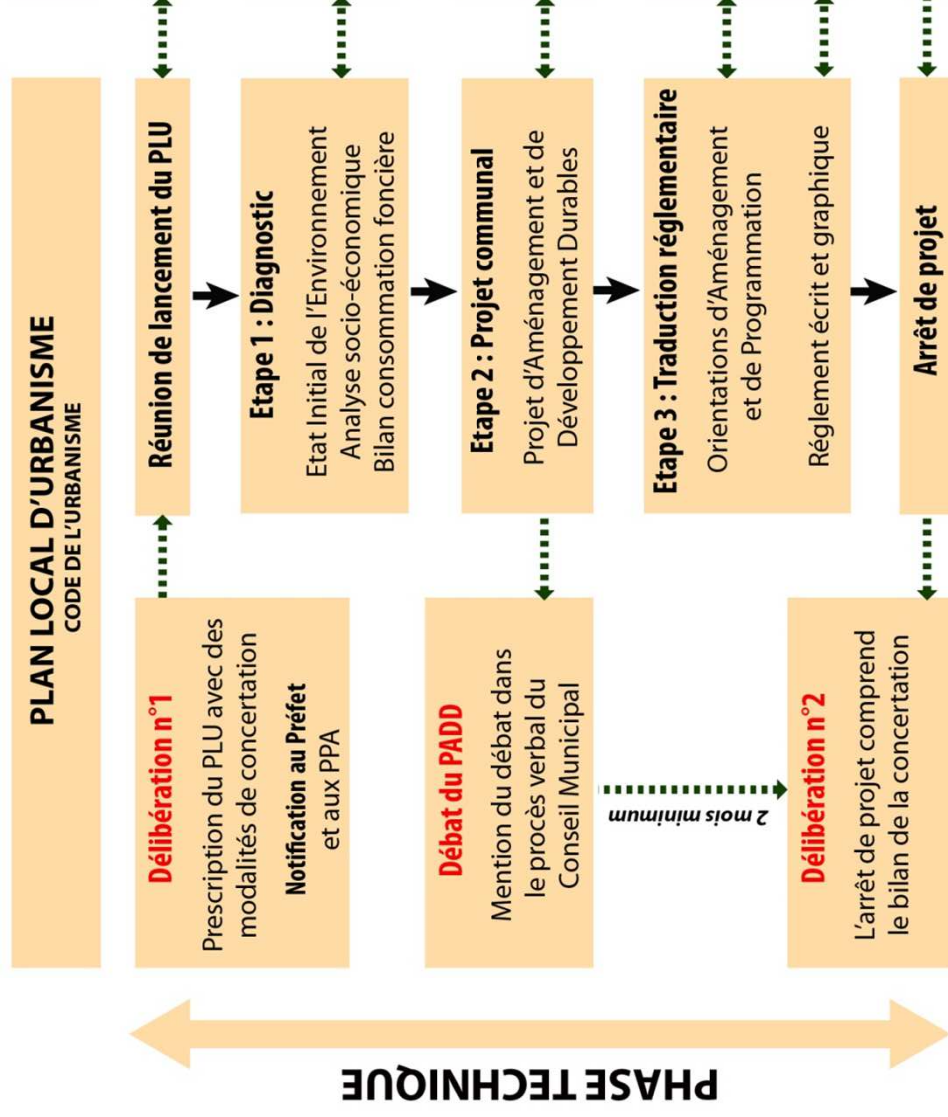 PLAN LOCAL D'URBANISME
CODE DE L'URBANISME
PHASE TECHNIQUE
Délibération n°1
Prescription du PLU avec des
modalités de concertation
Notification au Préfet
et aux PPA
Réunion de lancement du PLU
Etape 1 : Diagnostic
Etat Initial de l'Environnement
Analyse socio-économique
Bilan consommation foncière
Débat du PADD
Mention du débat dans
le procès verbal du
Conseil Municipal
Etape 2 : Projet communal
Projet d'Aménagement et de
Développement Durables
2 mois minimum
Etape 3 : Traduction réglementaire
Orientations d'Aménagement
et de Programmation
Réglement écrit et graphique
Délibération n°2
L'arrêt de projet comprend
le bilan de la concertation
Arrêt de projet